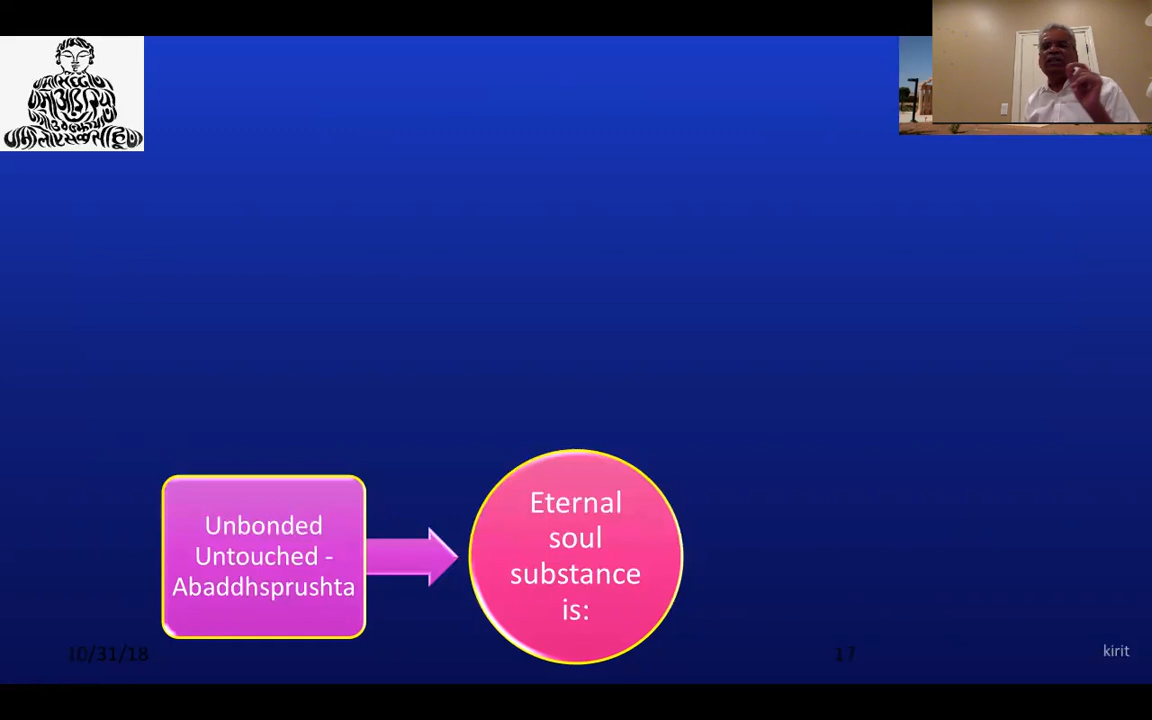 Unbonded
Untouched -
Abaddhsprushta
Eternal
soul
substance
is:
10/31/18
17
kirit